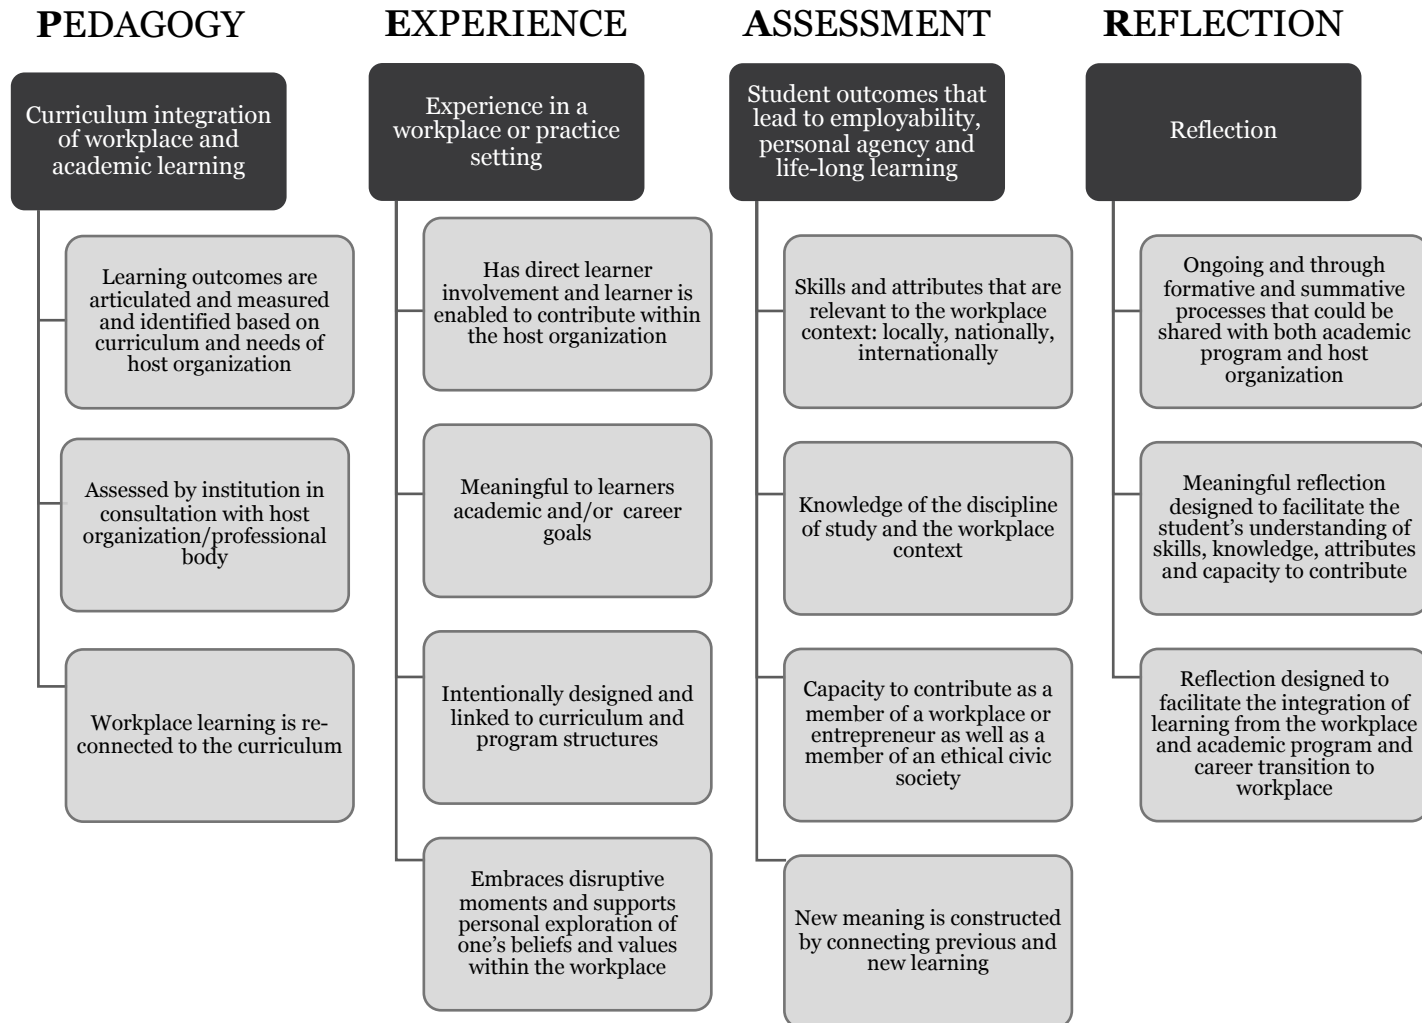 PEDAGOGY
Curriculum integration
of workplace and
academic learning
Learning outcomes are
articulated and measured
and identified based on
curriculum and needs of
host organization
Assessed by institution in
consultation with host
organization/professional
body
Workplace learning is re-
connected to the curriculum
EXPERIENCE
Experience in a
workplace or practice
setting
Has direct learner
involvement and learner is
enabled to contribute within
the host organization
Meaningful to learners
academic and/or career
goals
Intentionally designed and
linked to curriculum and
program structures
Embraces disruptive
moments and supports
personal exploration of
one’s beliefs and values
within the workplace
ASSESSMENT
Student outcomes that
lead to employability,
personal agency and
life-long learning
Skills and attributes that are
relevant to the workplace
context: locally, nationally,
internationally
Knowledge of the discipline
of study and the workplace
context
Capacity to contribute as a
member of a workplace or
entrepreneur as well as a
member of an ethical civic
society
New meaning is constructed
by connecting previous and
new learning
REFLECTION
Reflection
Ongoing and through
formative and summative
processes that could be
shared with both academic
program and host
organization
Meaningful reflection
designed to facilitate the
student’s understanding of
skills, knowledge, attributes
and capacity to contribute
Reflection designed to
facilitate the integration of
learning from the workplace
and academic program and
career transition to
workplace